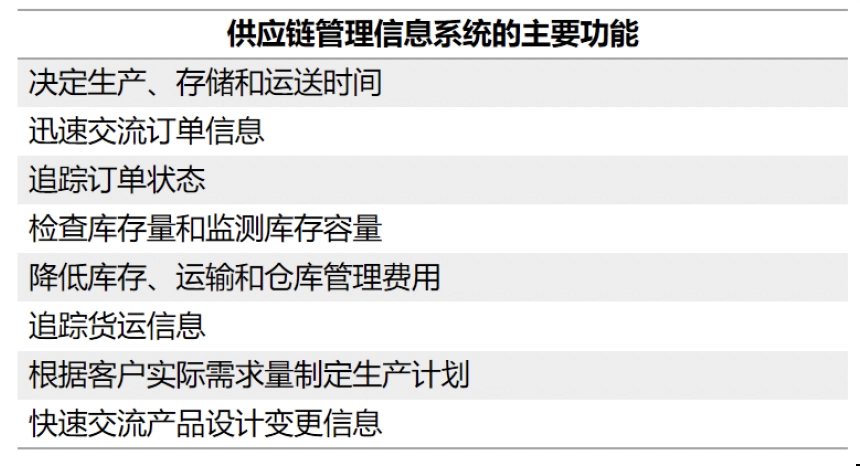 供应链管理信息系统的主要功能
决定生产、存储和运送时间
迅速交流订单信息
追踪订单状态
检查库存量和监测库存容量
降低库存、运输和仓库管理费用
追踪货运信息
根据客户实际需求量制定生产计划
快速交流产品设计变更信息